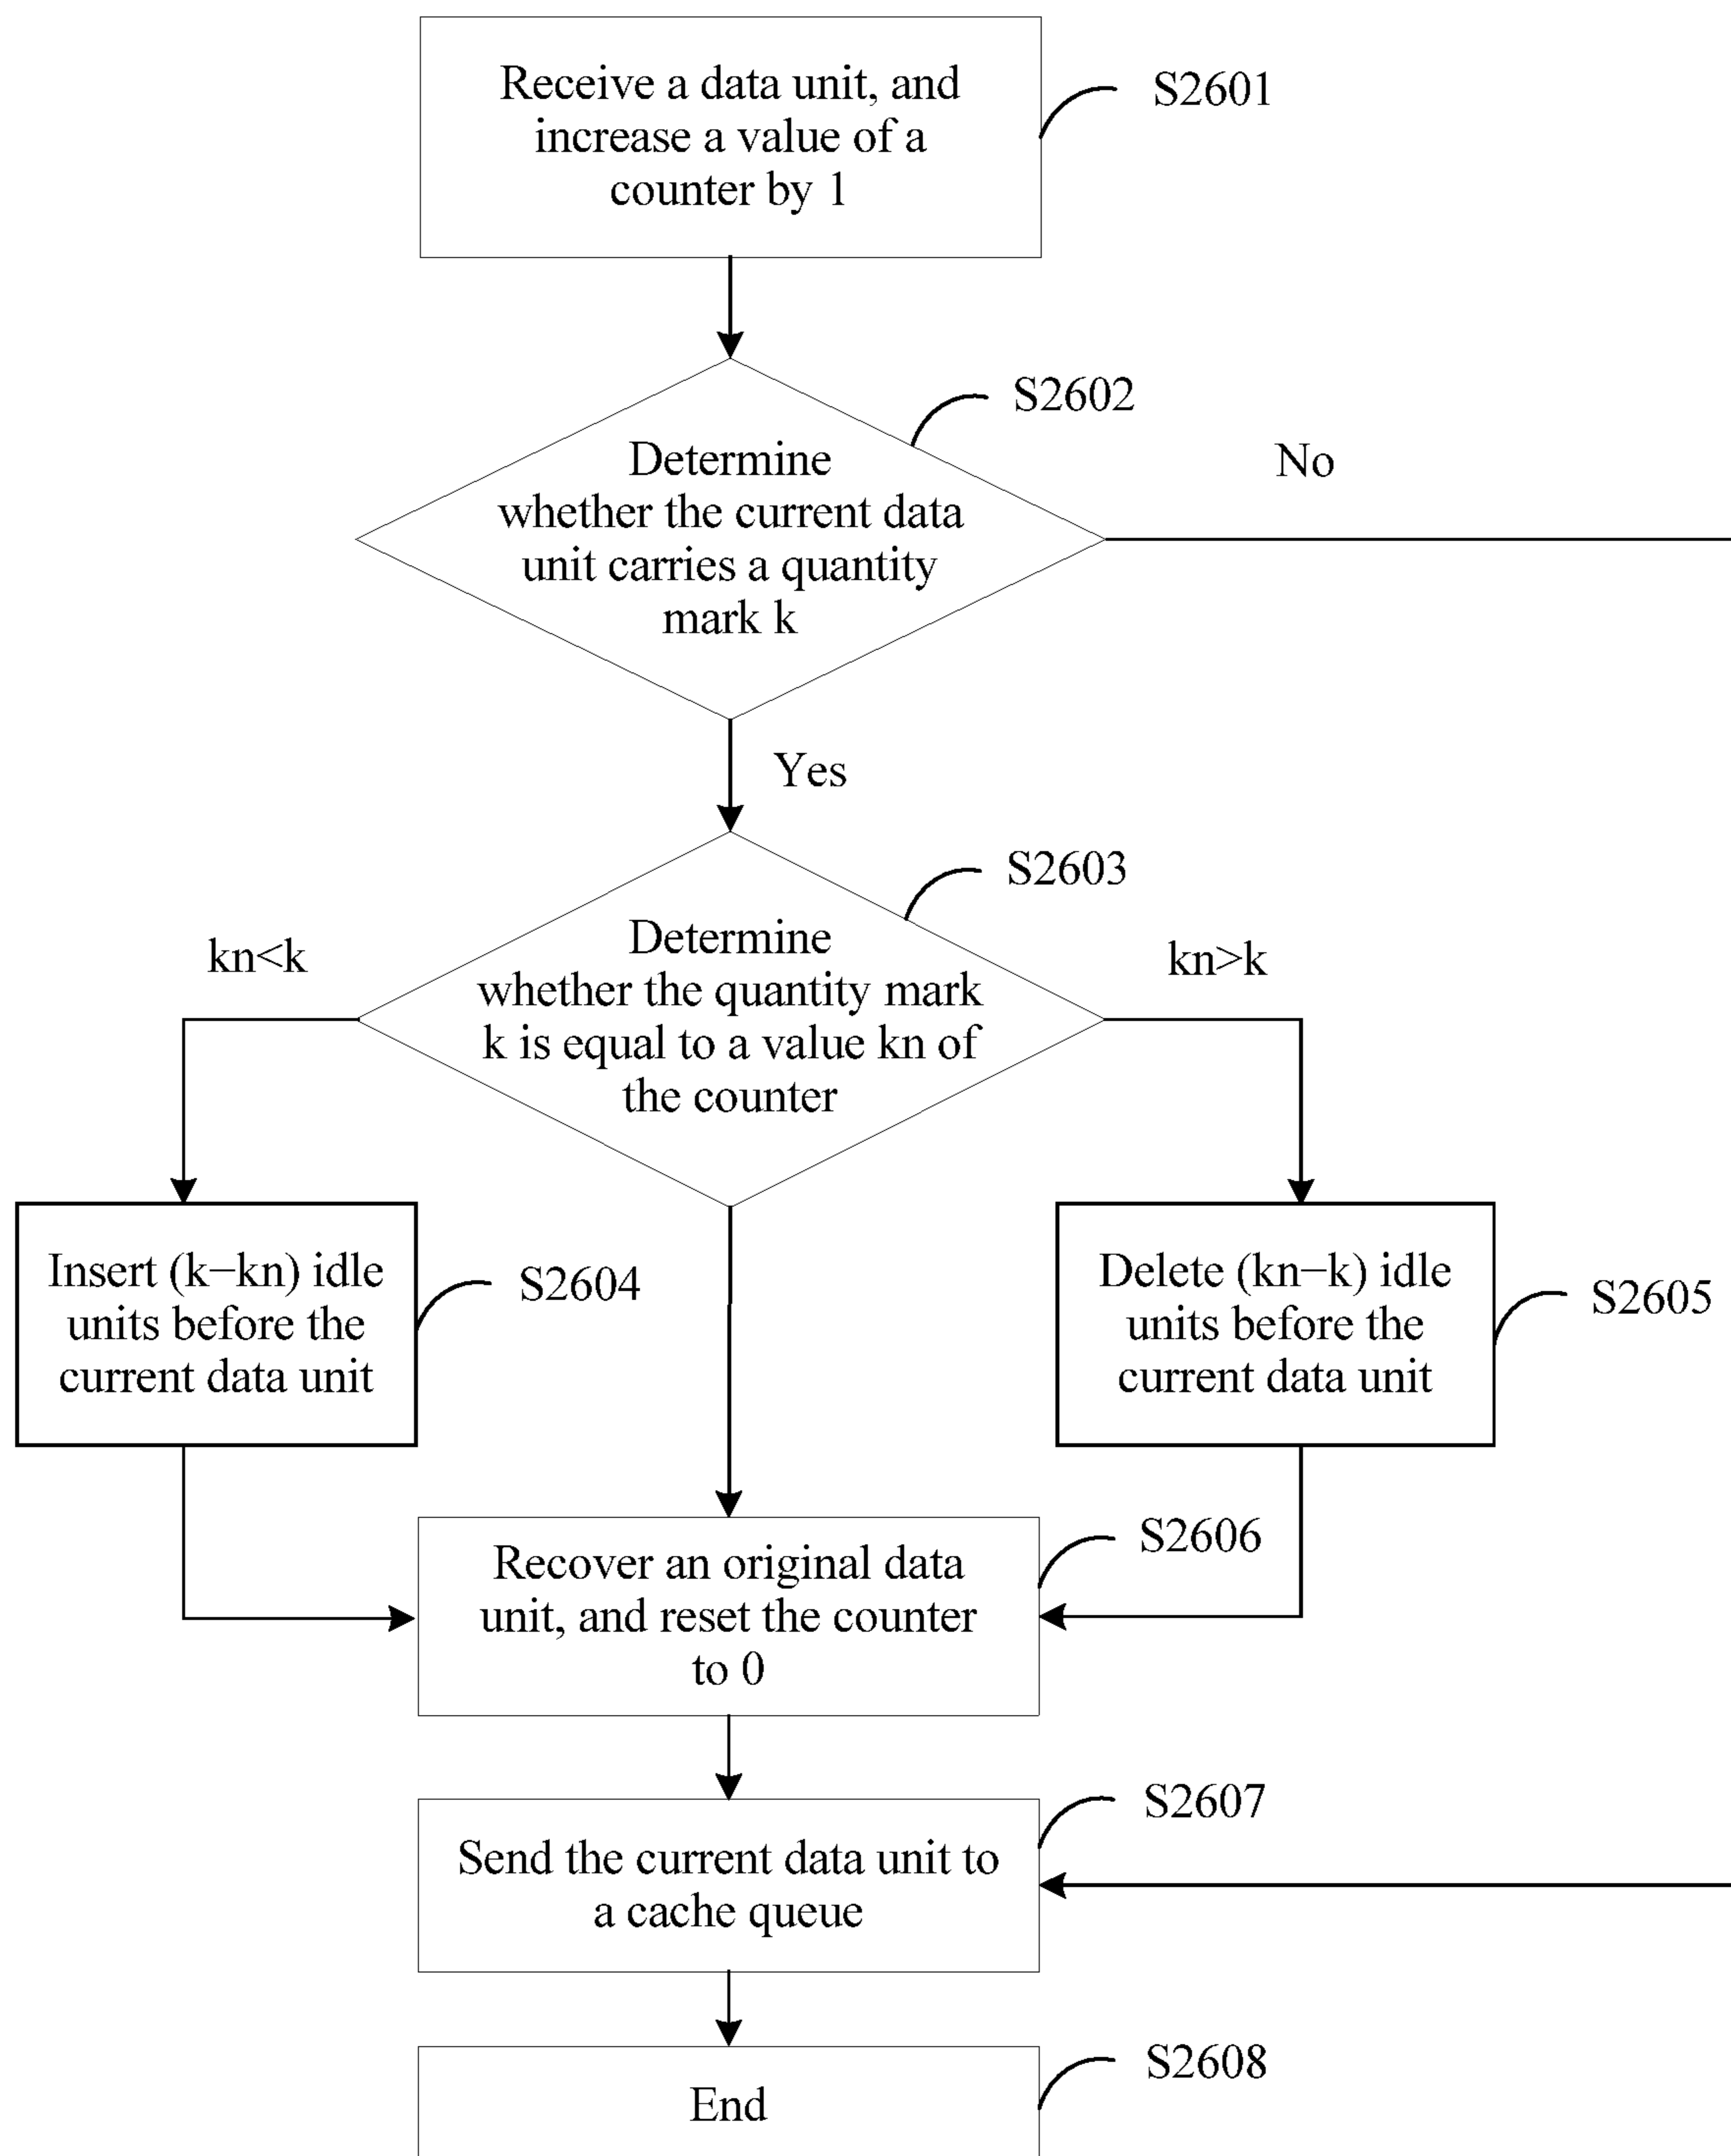 Receive a data unit, and
increase a value of a
counter by 1
S2601
S2602
Determine
whether the current data
unit carries a quantity
mark k
No
Yes
S2603
Determine
whether the quantity mark
k is equal to a value kn of
the counter
kn<k
kn>k
Insert (k−kn) idle
units before the
current data unit
S2604
Delete (kn−k) idle
units before the
current data unit
S2605
Recover an original data
unit, and reset the counter
to 0
S2606
Send the current data unit to
a cache queue
S2607
End
S2608